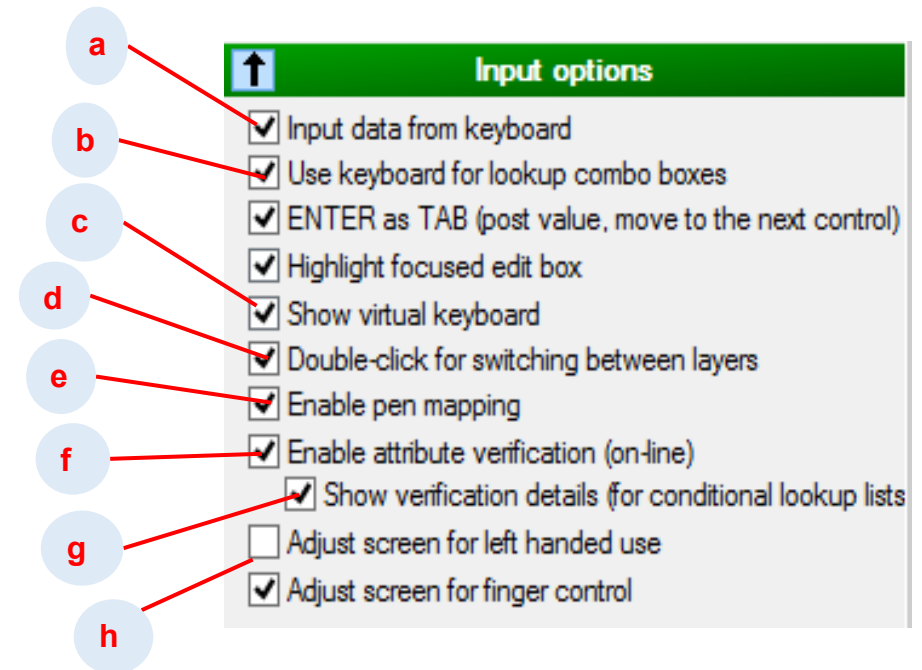 a
Input options
Input data from keyboard
b
Use keyboard for lookup combo boxes
c
ENTER as TAB (post value, move to the next control)
Highlight focused edit box
d
Show virtual keyboard
Double-click for switching between layers
e
Enable pen mapping
f
Enable attribute verification (on-line)
Show verification details (for conditional lookup lists
g
Adjust screen for left handed use
Adjust screen for finger control
h